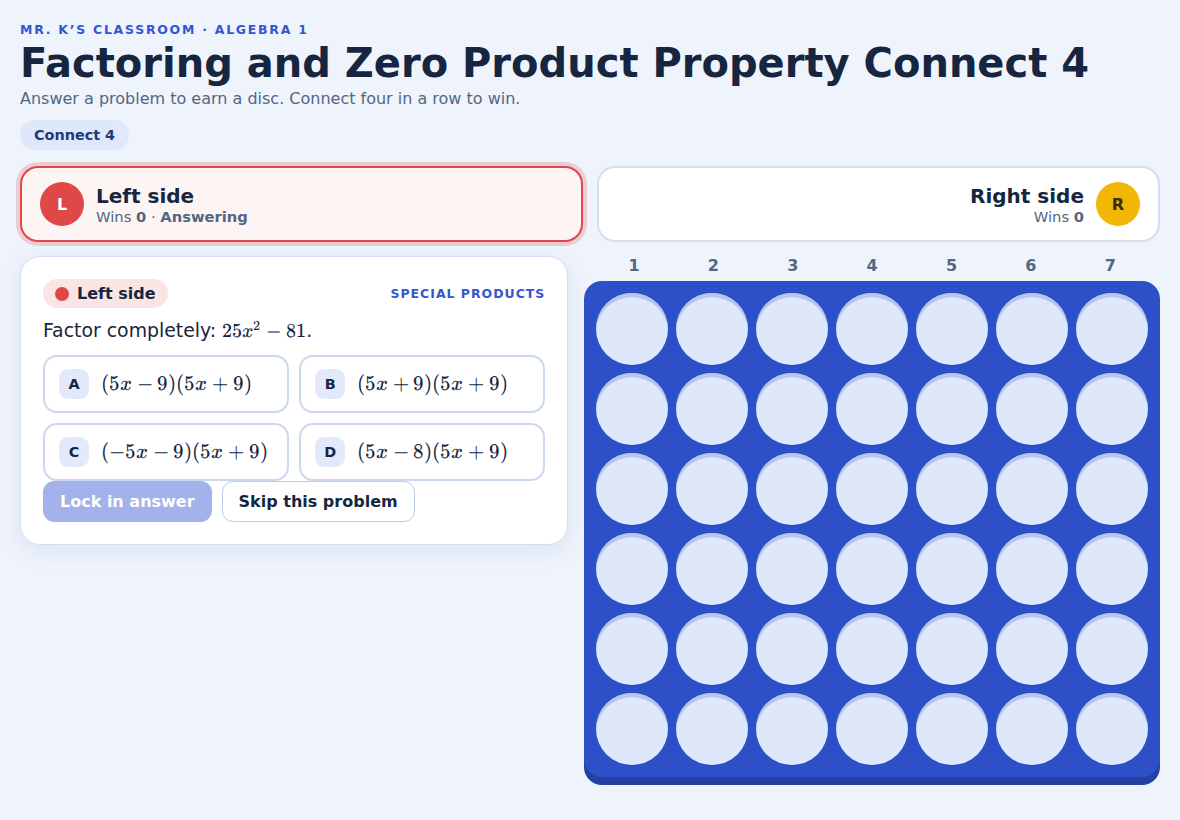 MR. K’S CLASSROOM · ALGEBRA 1
Factoring and Zero Product Property Connect 4
Answer a problem to earn a disc. Connect four in a row to win.
Connect 4
L
Left side
Wins 0 · Answering
Right side
Wins 0
R
Left side
SPECIAL PRODUCTS
Factor completely: 25x² − 81.
A (5x − 9)(5x + 9)
B (5x + 9)(5x + 9)
C (−5x − 9)(5x + 9)
D (5x − 8)(5x + 9)
Lock in answer
Skip this problem
1 2 3 4 5 6 7